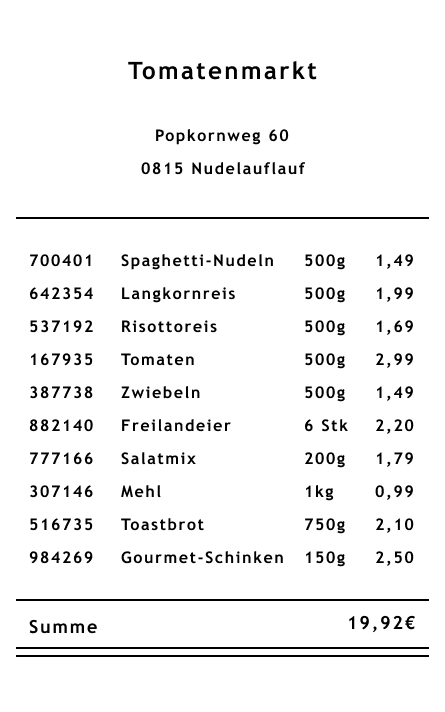 Tomatenmarkt
Popkornweg 60
0815 Nudelauflauf
700401 Spaghetti-Nudeln 500g 1,49
642354 Langkornreis 500g 1,99
537192 Risottoreis 500g 1,69
167935 Tomaten 500g 2,99
387738 Zwiebeln 500g 1,49
882140 Freilandeier 6 Stk 2,20
777166 Salatmix 200g 1,79
307146 Mehl 1kg 0,99
516735 Toastbrot 750g 2,10
984269 Gourmet-Schinken 150g 2,50
Summe 19,92€